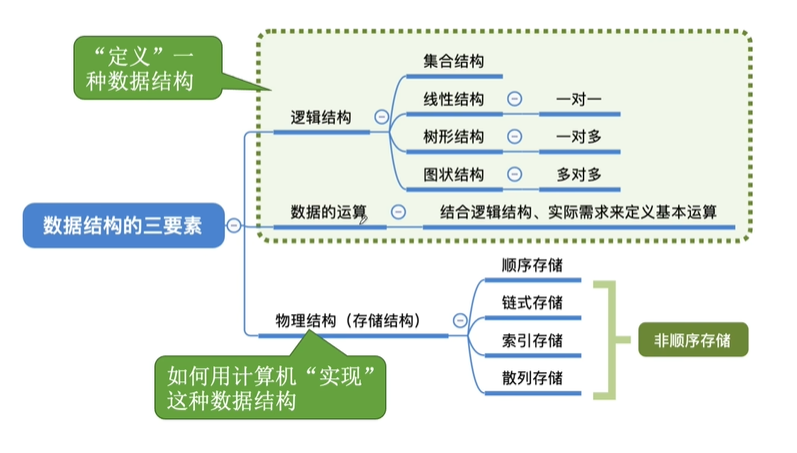 “定义”一
种数据结构
集合结构
逻辑结构
线性结构
一对一
树形结构
一对多
图状结构
多对多
数据的运算
结合逻辑结构、实际需求来定义基本运算
数据结构的三要素
顺序存储
物理结构（存储结构）
链式存储
索引存储
散列存储
非顺序存储
如何用计算机“实现”
这种数据结构